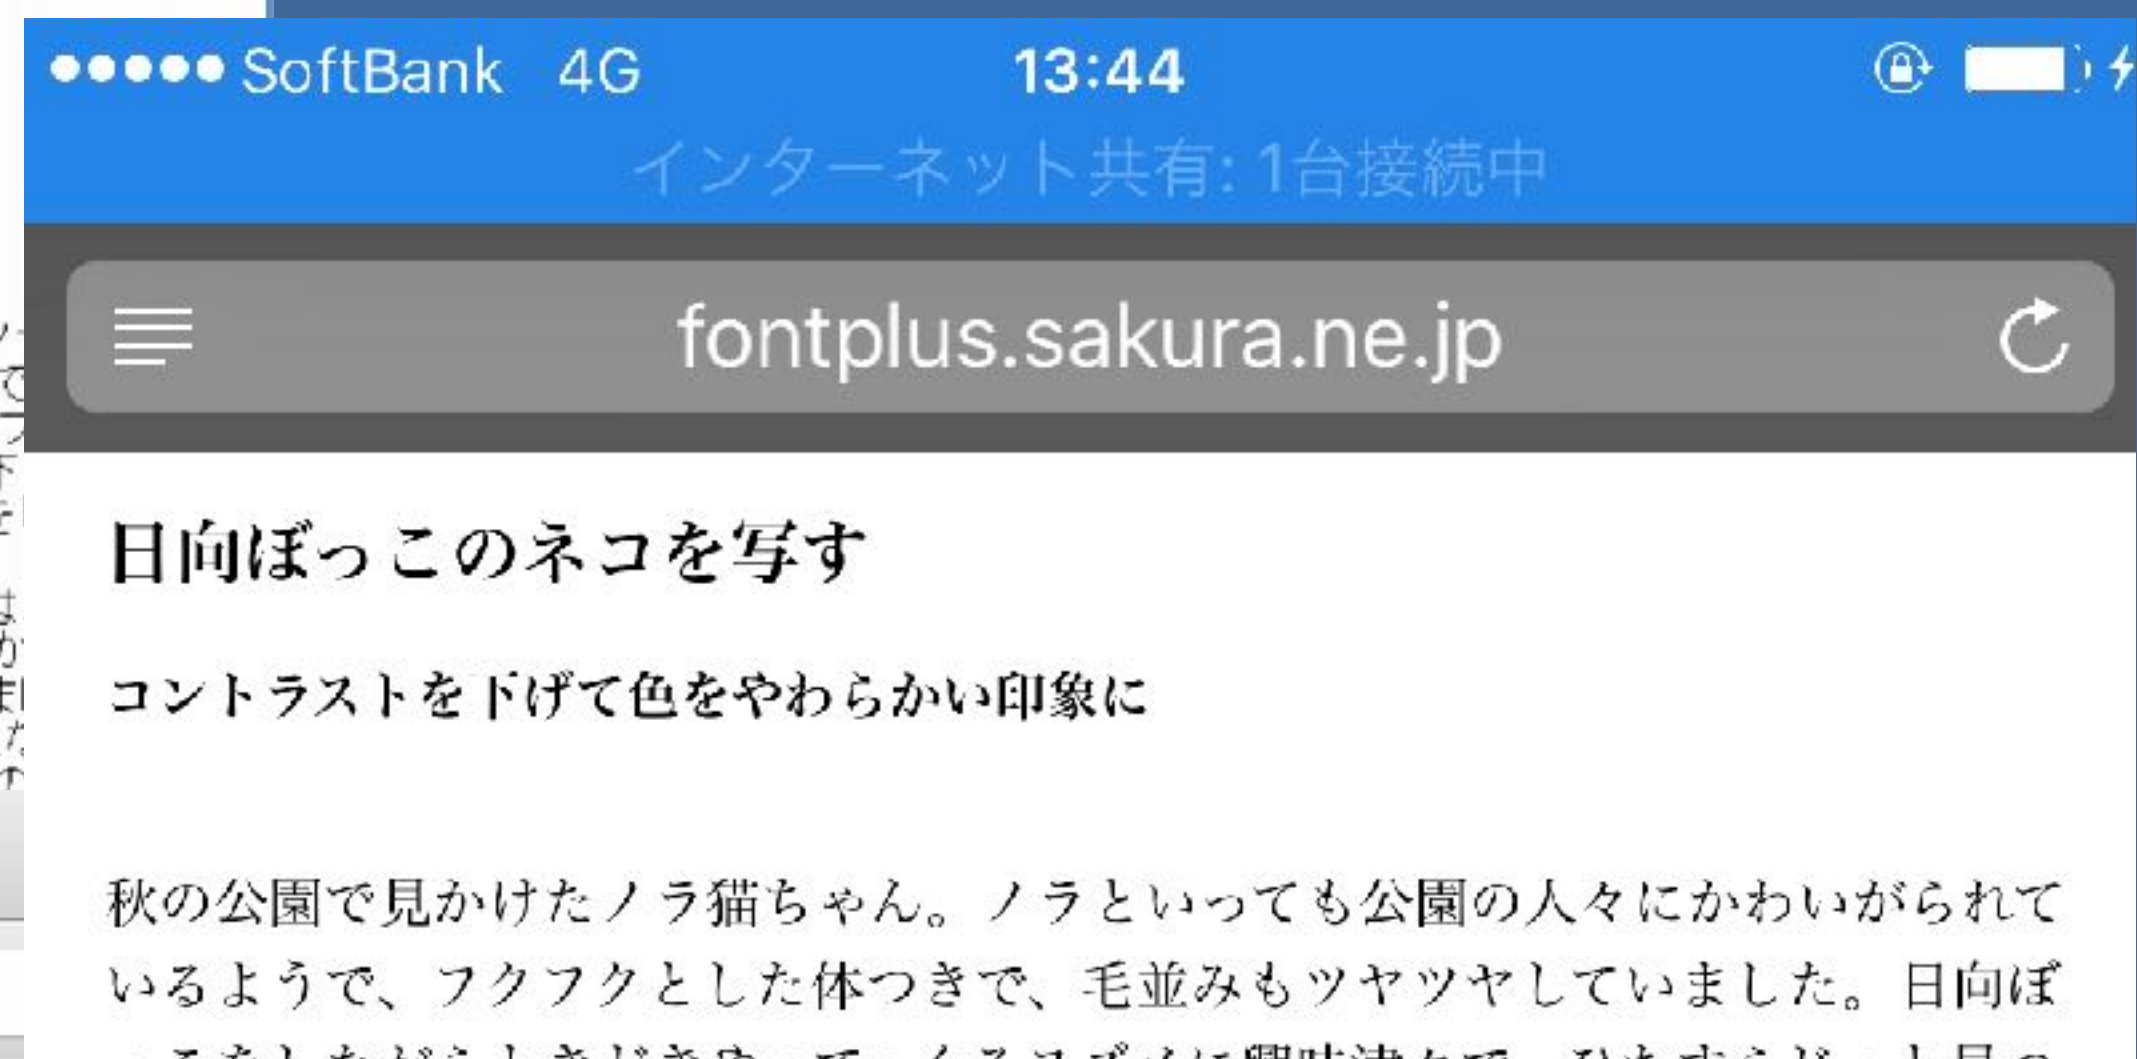 SoftBank 4G 13:44
インターネット共有: 1台接続中
fontplus.sakura.ne.jp
日向ぼっこのネコを写す
コントラストを下げて色をやわらかい印象に
秋の公園で見かけたノラ猫ちゃん。ノラといっても公園の人々にかわいがられて
いるようで、フクフクとした体つきで、毛並みもツヤツヤしていました。日向ぼ